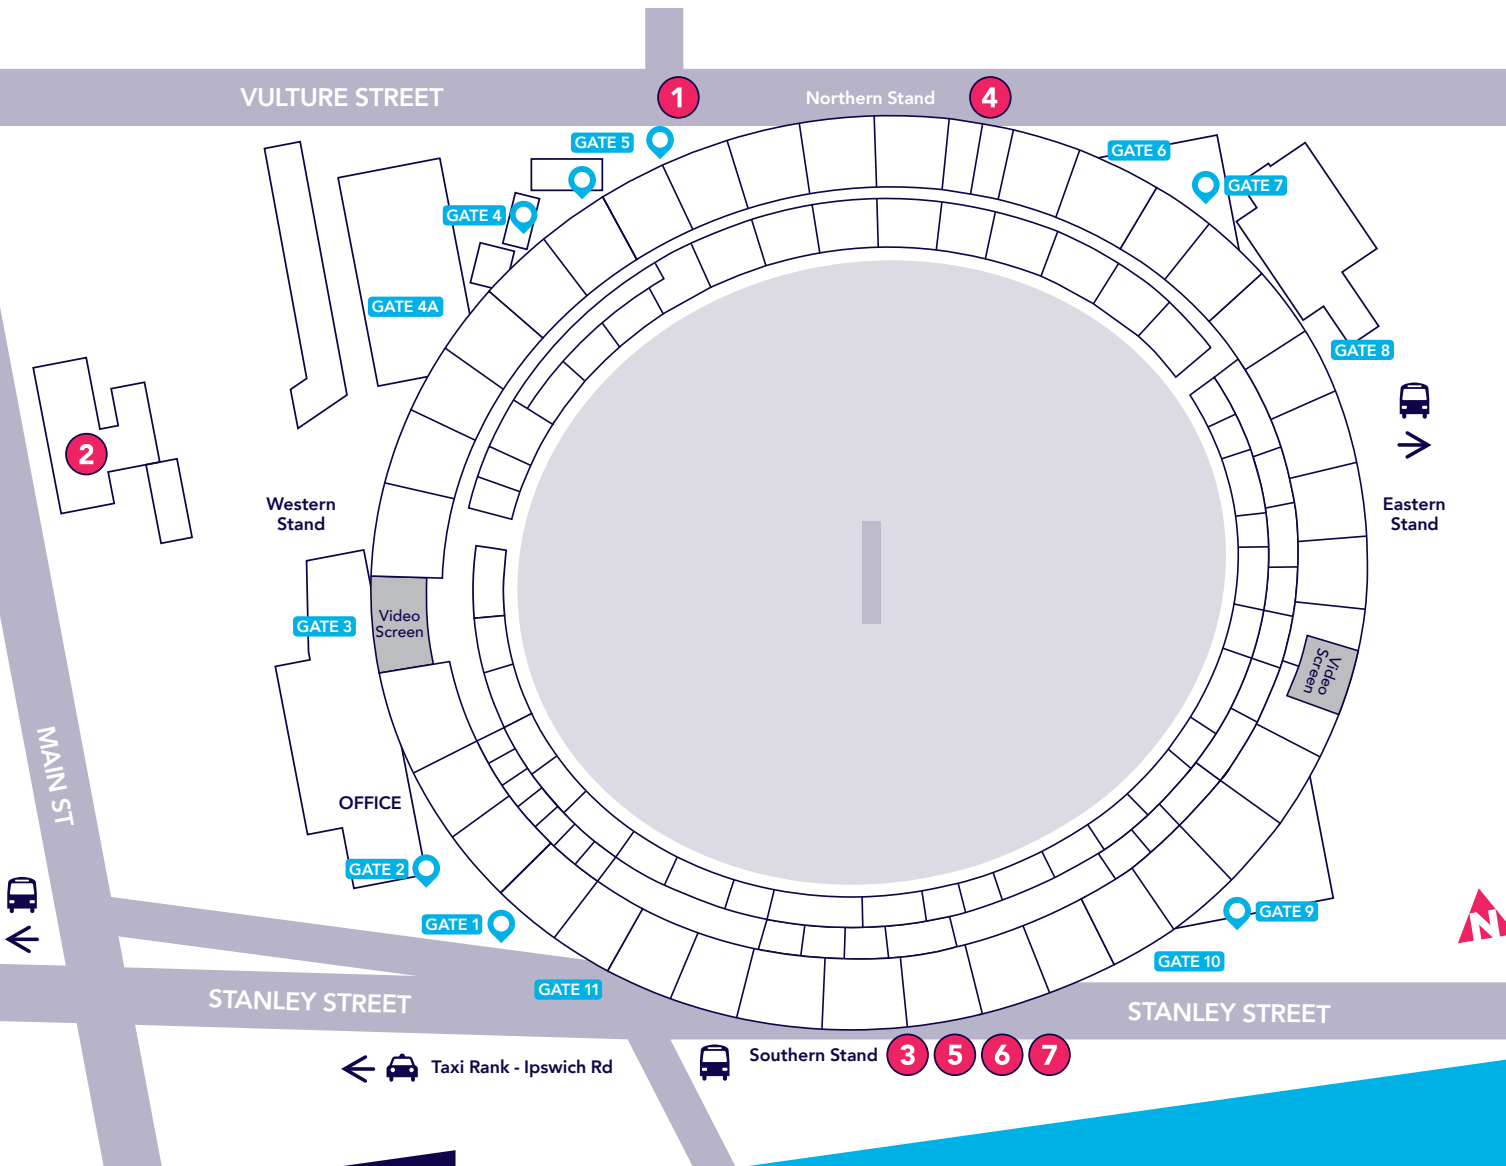 VULTURE STREET
1
Northern Stand
4
GATE 5
GATE 6
GATE 7
GATE 4
GATE 4A
GATE 8
2
Western
Stand
Eastern
Stand
GATE 3
Video
Screen
Video
Screen
MAIN ST
OFFICE
GATE 2
GATE 1
GATE 9
N
GATE 10
GATE 11
STANLEY STREET
STANLEY STREET
Taxi Rank - Ipswich Rd
Southern Stand
3
5
6
7